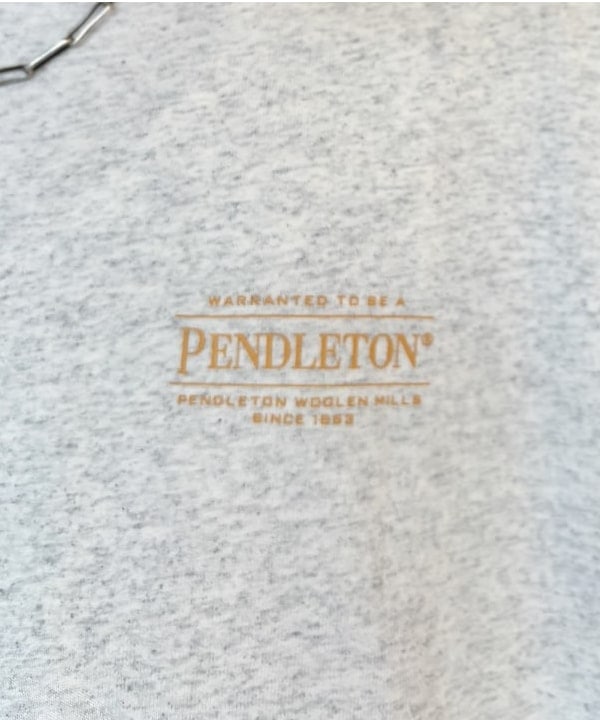 WARRANTED TO BE A
PENDLETON®
PENDLETON WOOLEN MILLS
SINCE 1863